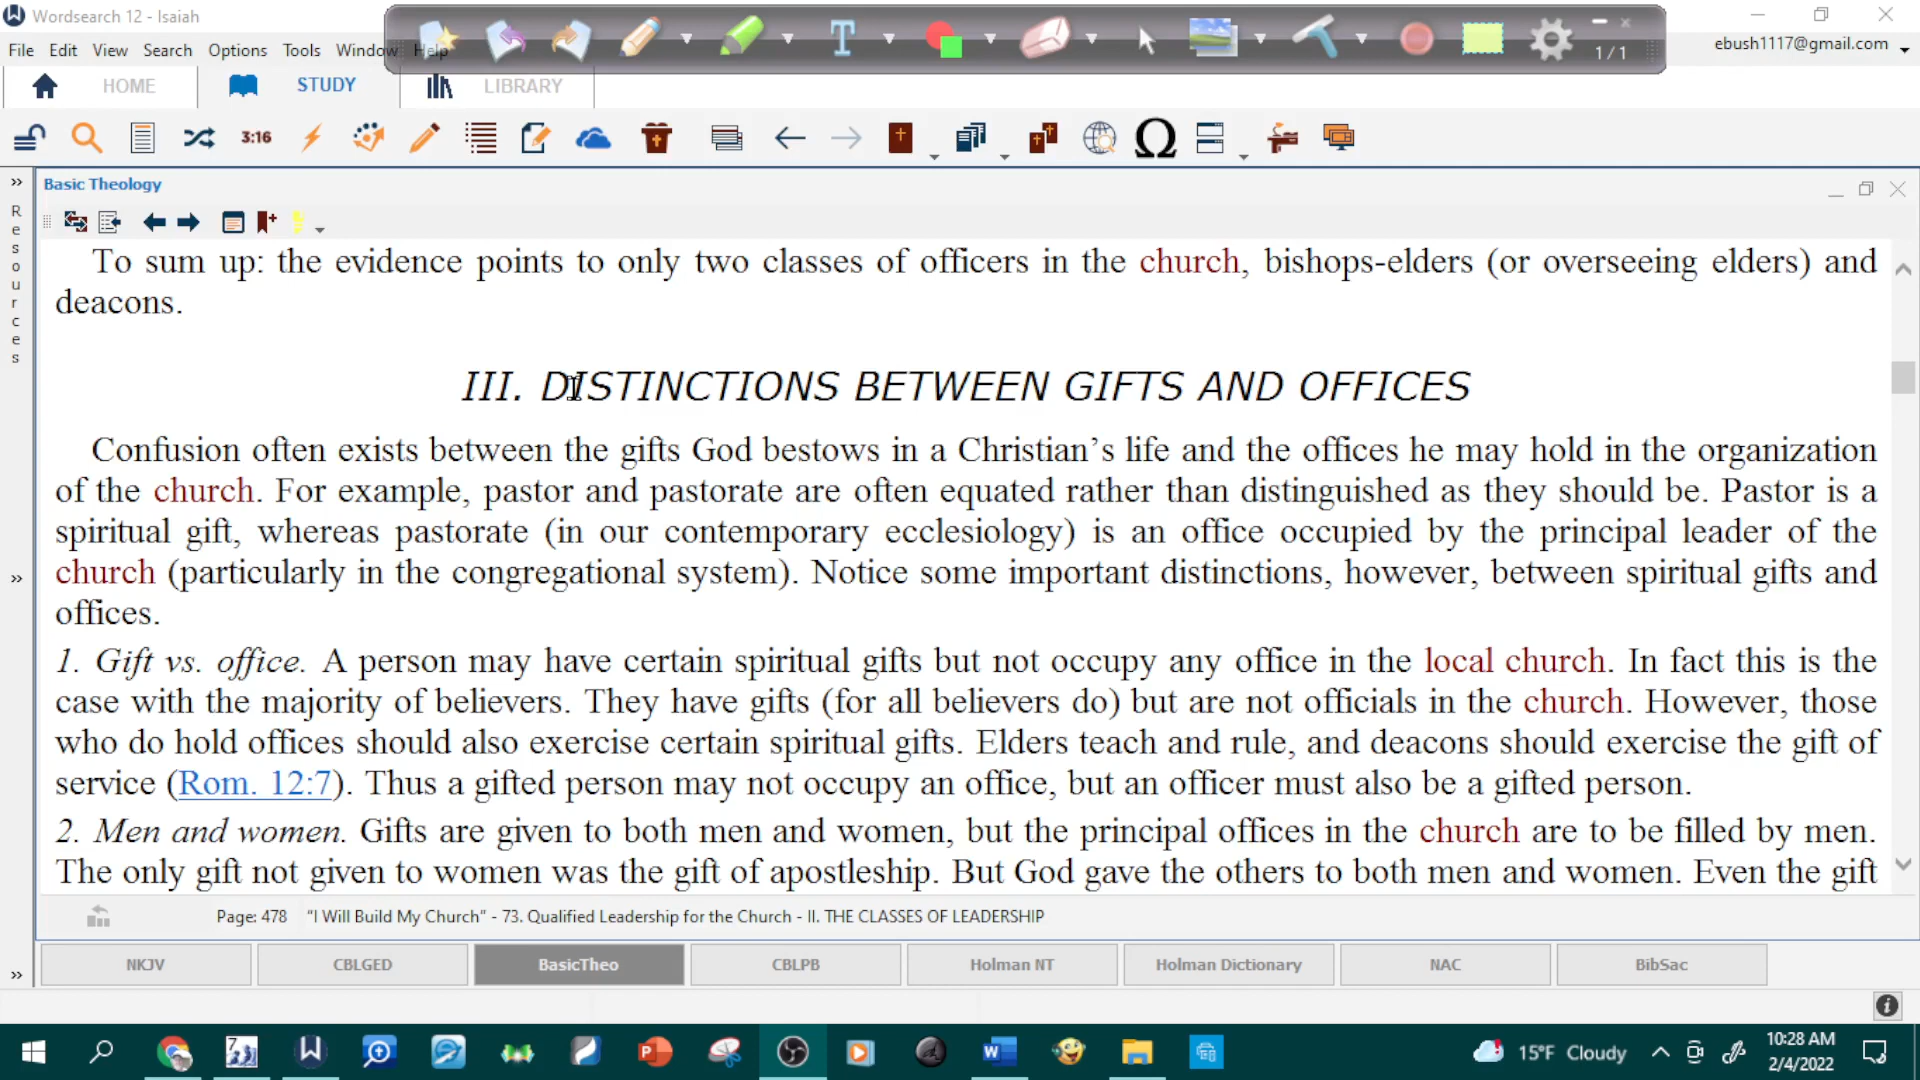 Wordsearch 12 - Isaiah
File Edit View Search Options Tools Window Help
T
1/1
ebush1117@gmail.com
HOME STUDY LIBRARY
3:16
Ω
Resources
Basic Theology
To sum up: the evidence points to only two classes of officers in the church, bishops-elders (or overseeing elders) and
deacons.
III. DISTINCTIONS BETWEEN GIFTS AND OFFICES
Confusion often exists between the gifts God bestows in a Christian’s life and the offices he may hold in the organization
of the church. For example, pastor and pastorate are often equated rather than distinguished as they should be. Pastor is a
spiritual gift, whereas pastorate (in our contemporary ecclesiology) is an office occupied by the principal leader of the
church (particularly in the congregational system). Notice some important distinctions, however, between spiritual gifts and
offices.
1. Gift vs. office. A person may have certain spiritual gifts but not occupy any office in the local church. In fact this is the
case with the majority of believers. They have gifts (for all believers do) but are not officials in the church. However, those
who do hold offices should also exercise certain spiritual gifts. Elders teach and rule, and deacons should exercise the gift of
service (Rom. 12:7). Thus a gifted person may not occupy an office, but an officer must also be a gifted person.
2. Men and women. Gifts are given to both men and women, but the principal offices in the church are to be filled by men.
The only gift not given to women was the gift of apostleship. But God gave the others to both men and women. Even the gift
Page: 478 “I Will Build My Church” - 73. Qualified Leadership for the Church - II. THE CLASSES OF LEADERSHIP
NKJV CBLGED BasicTheo CBLPB Holman NT Holman Dictionary NAC BibSac
15°F Cloudy
10:28 AM
2/4/2022